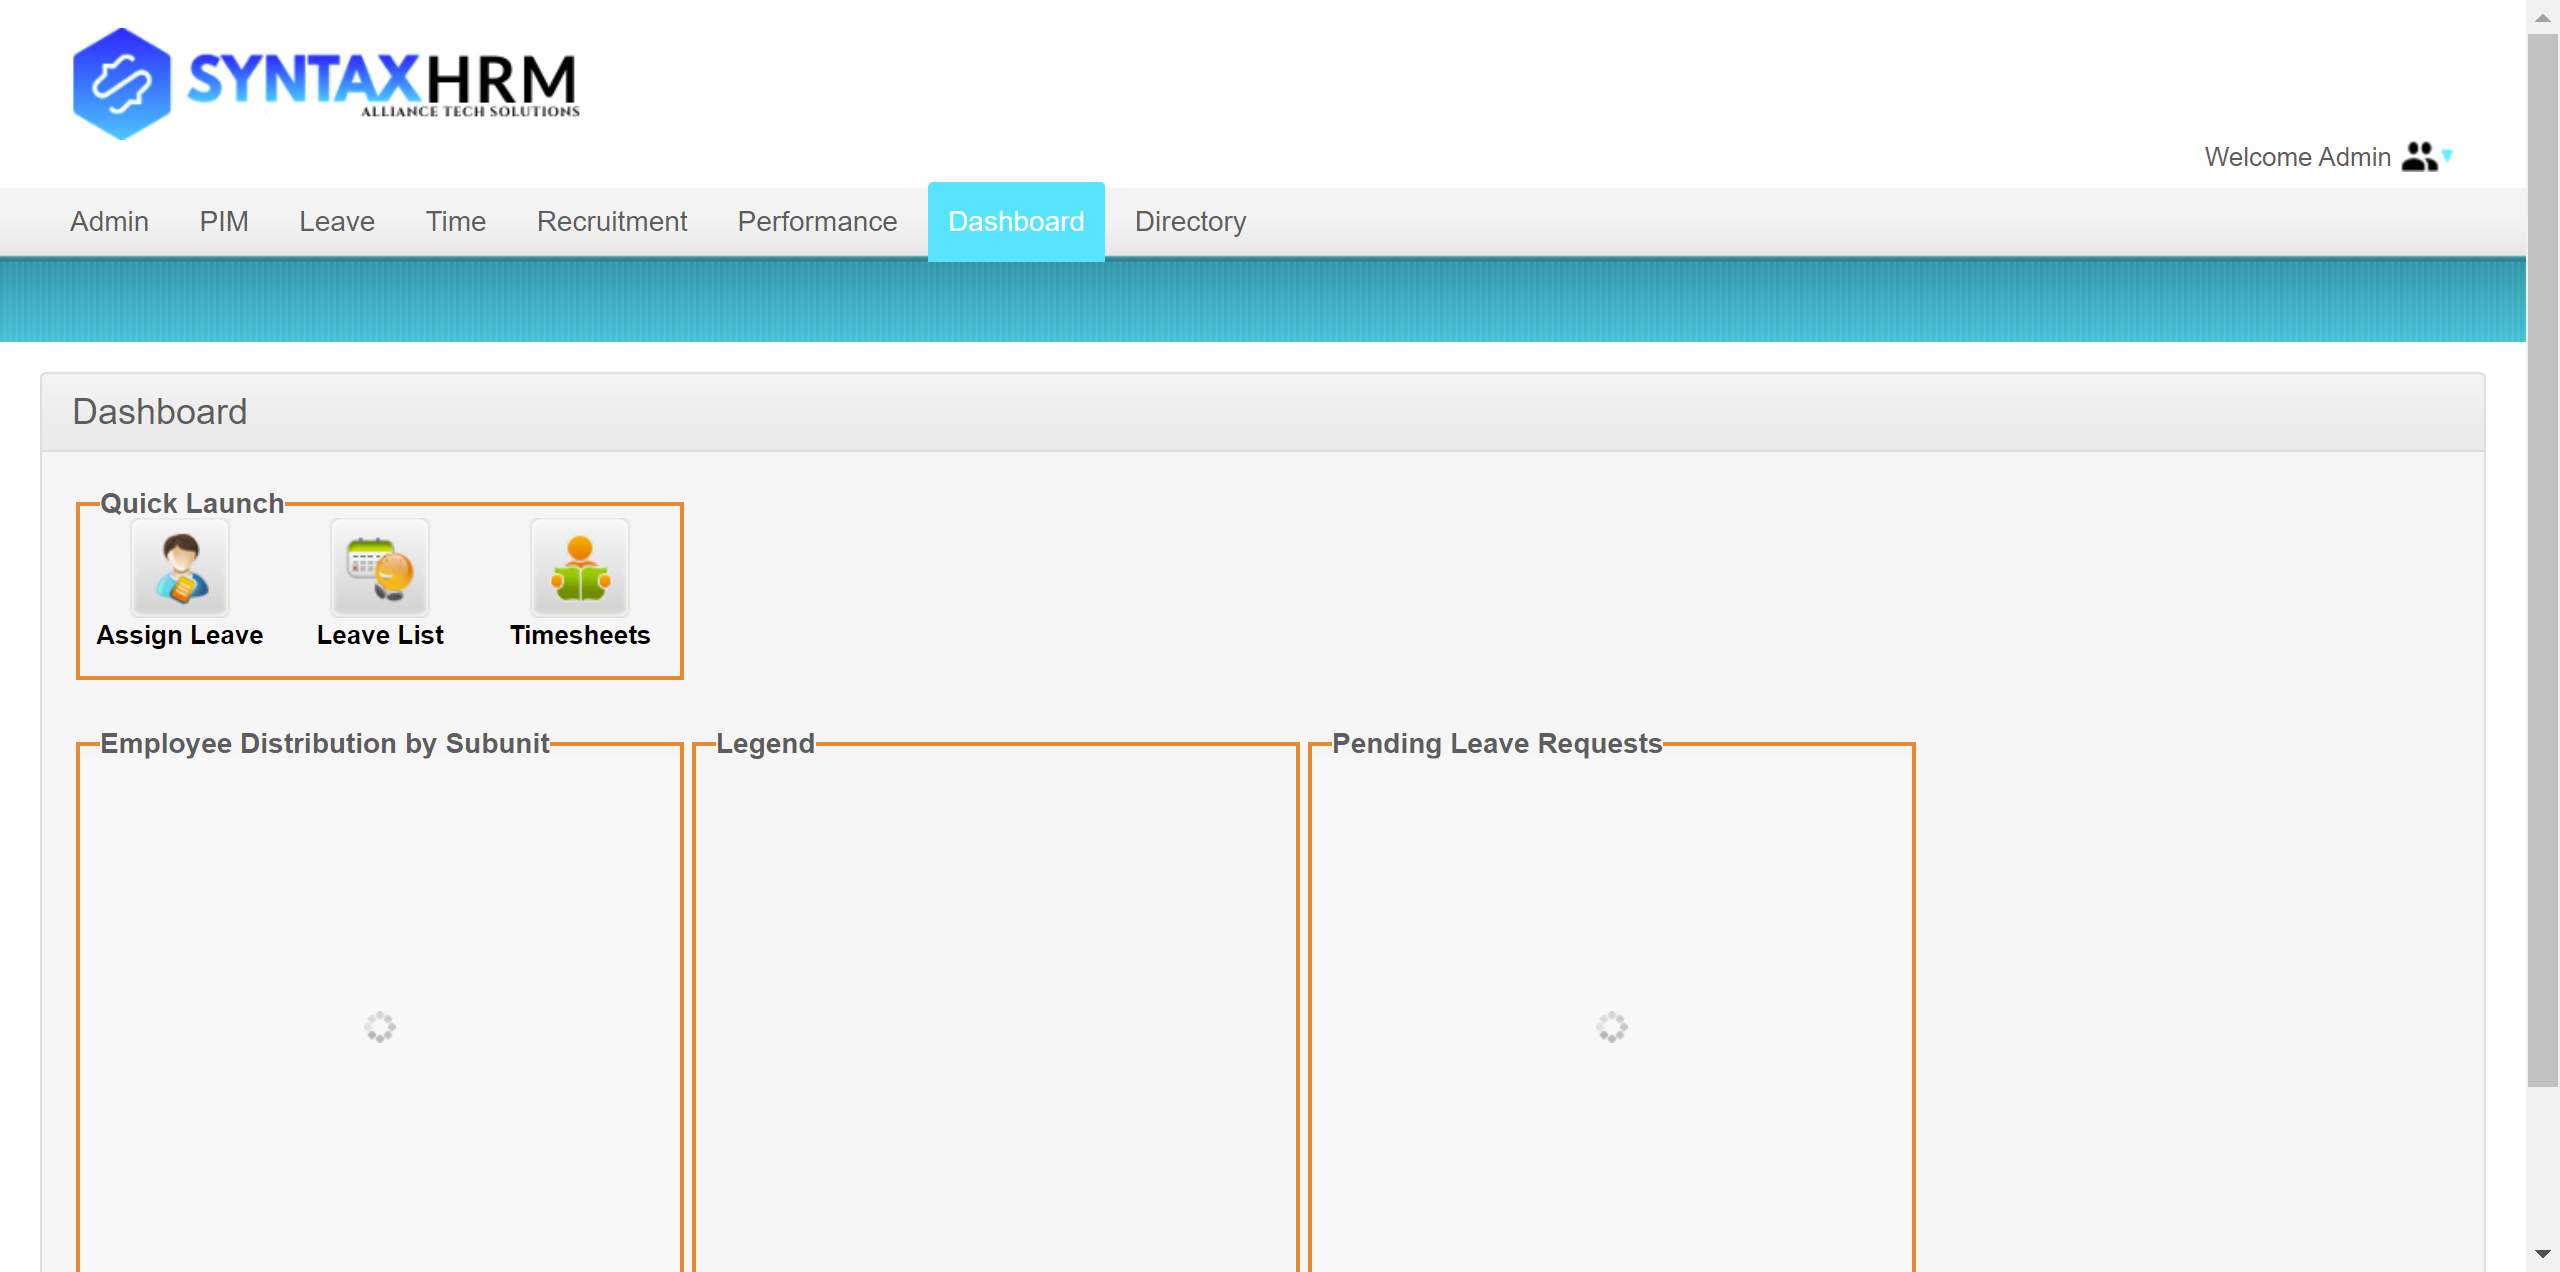 SYNTAXHRM
ALLIANCE TECH SOLUTIONS
Welcome Admin
Admin PIM Leave Time Recruitment Performance Dashboard Directory
Dashboard
Quick Launch
Assign Leave Leave List Timesheets
Employee Distribution by Subunit Legend Pending Leave Requests